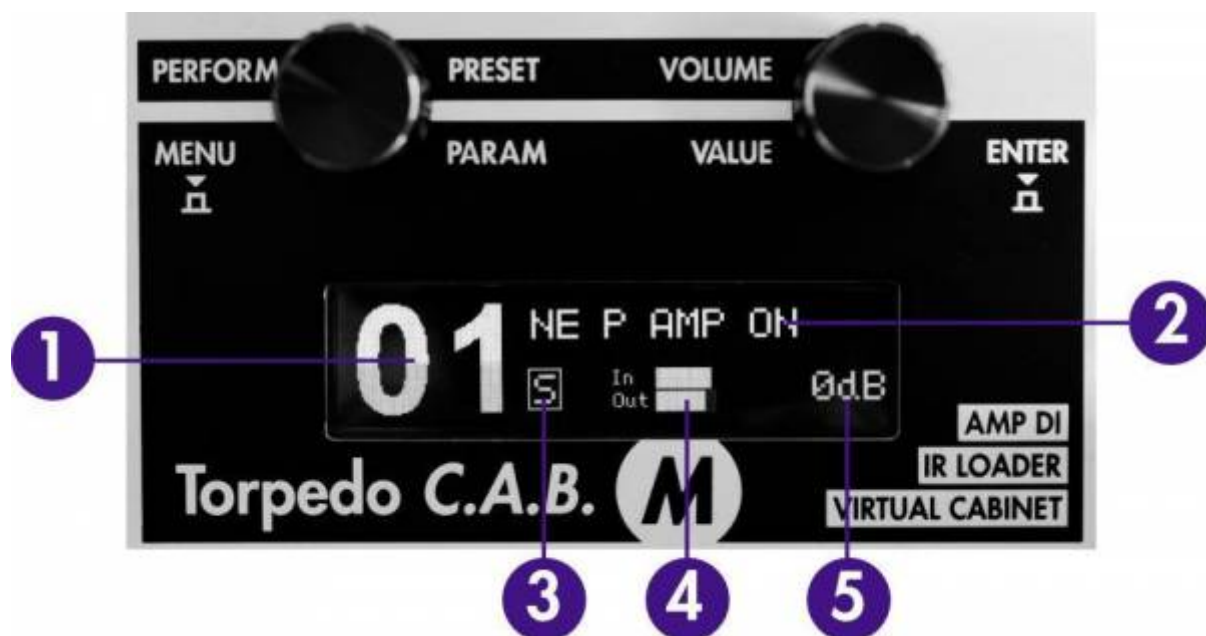 PERFORM PRESET VOLUME
MENU PARAM VALUE ENTER
01 NE P AMP ON
S In Out 0dB
1
2
AMP DI
IR LOADER
VIRTUAL CABINET
Torpedo C.A.B. M
3 4 5